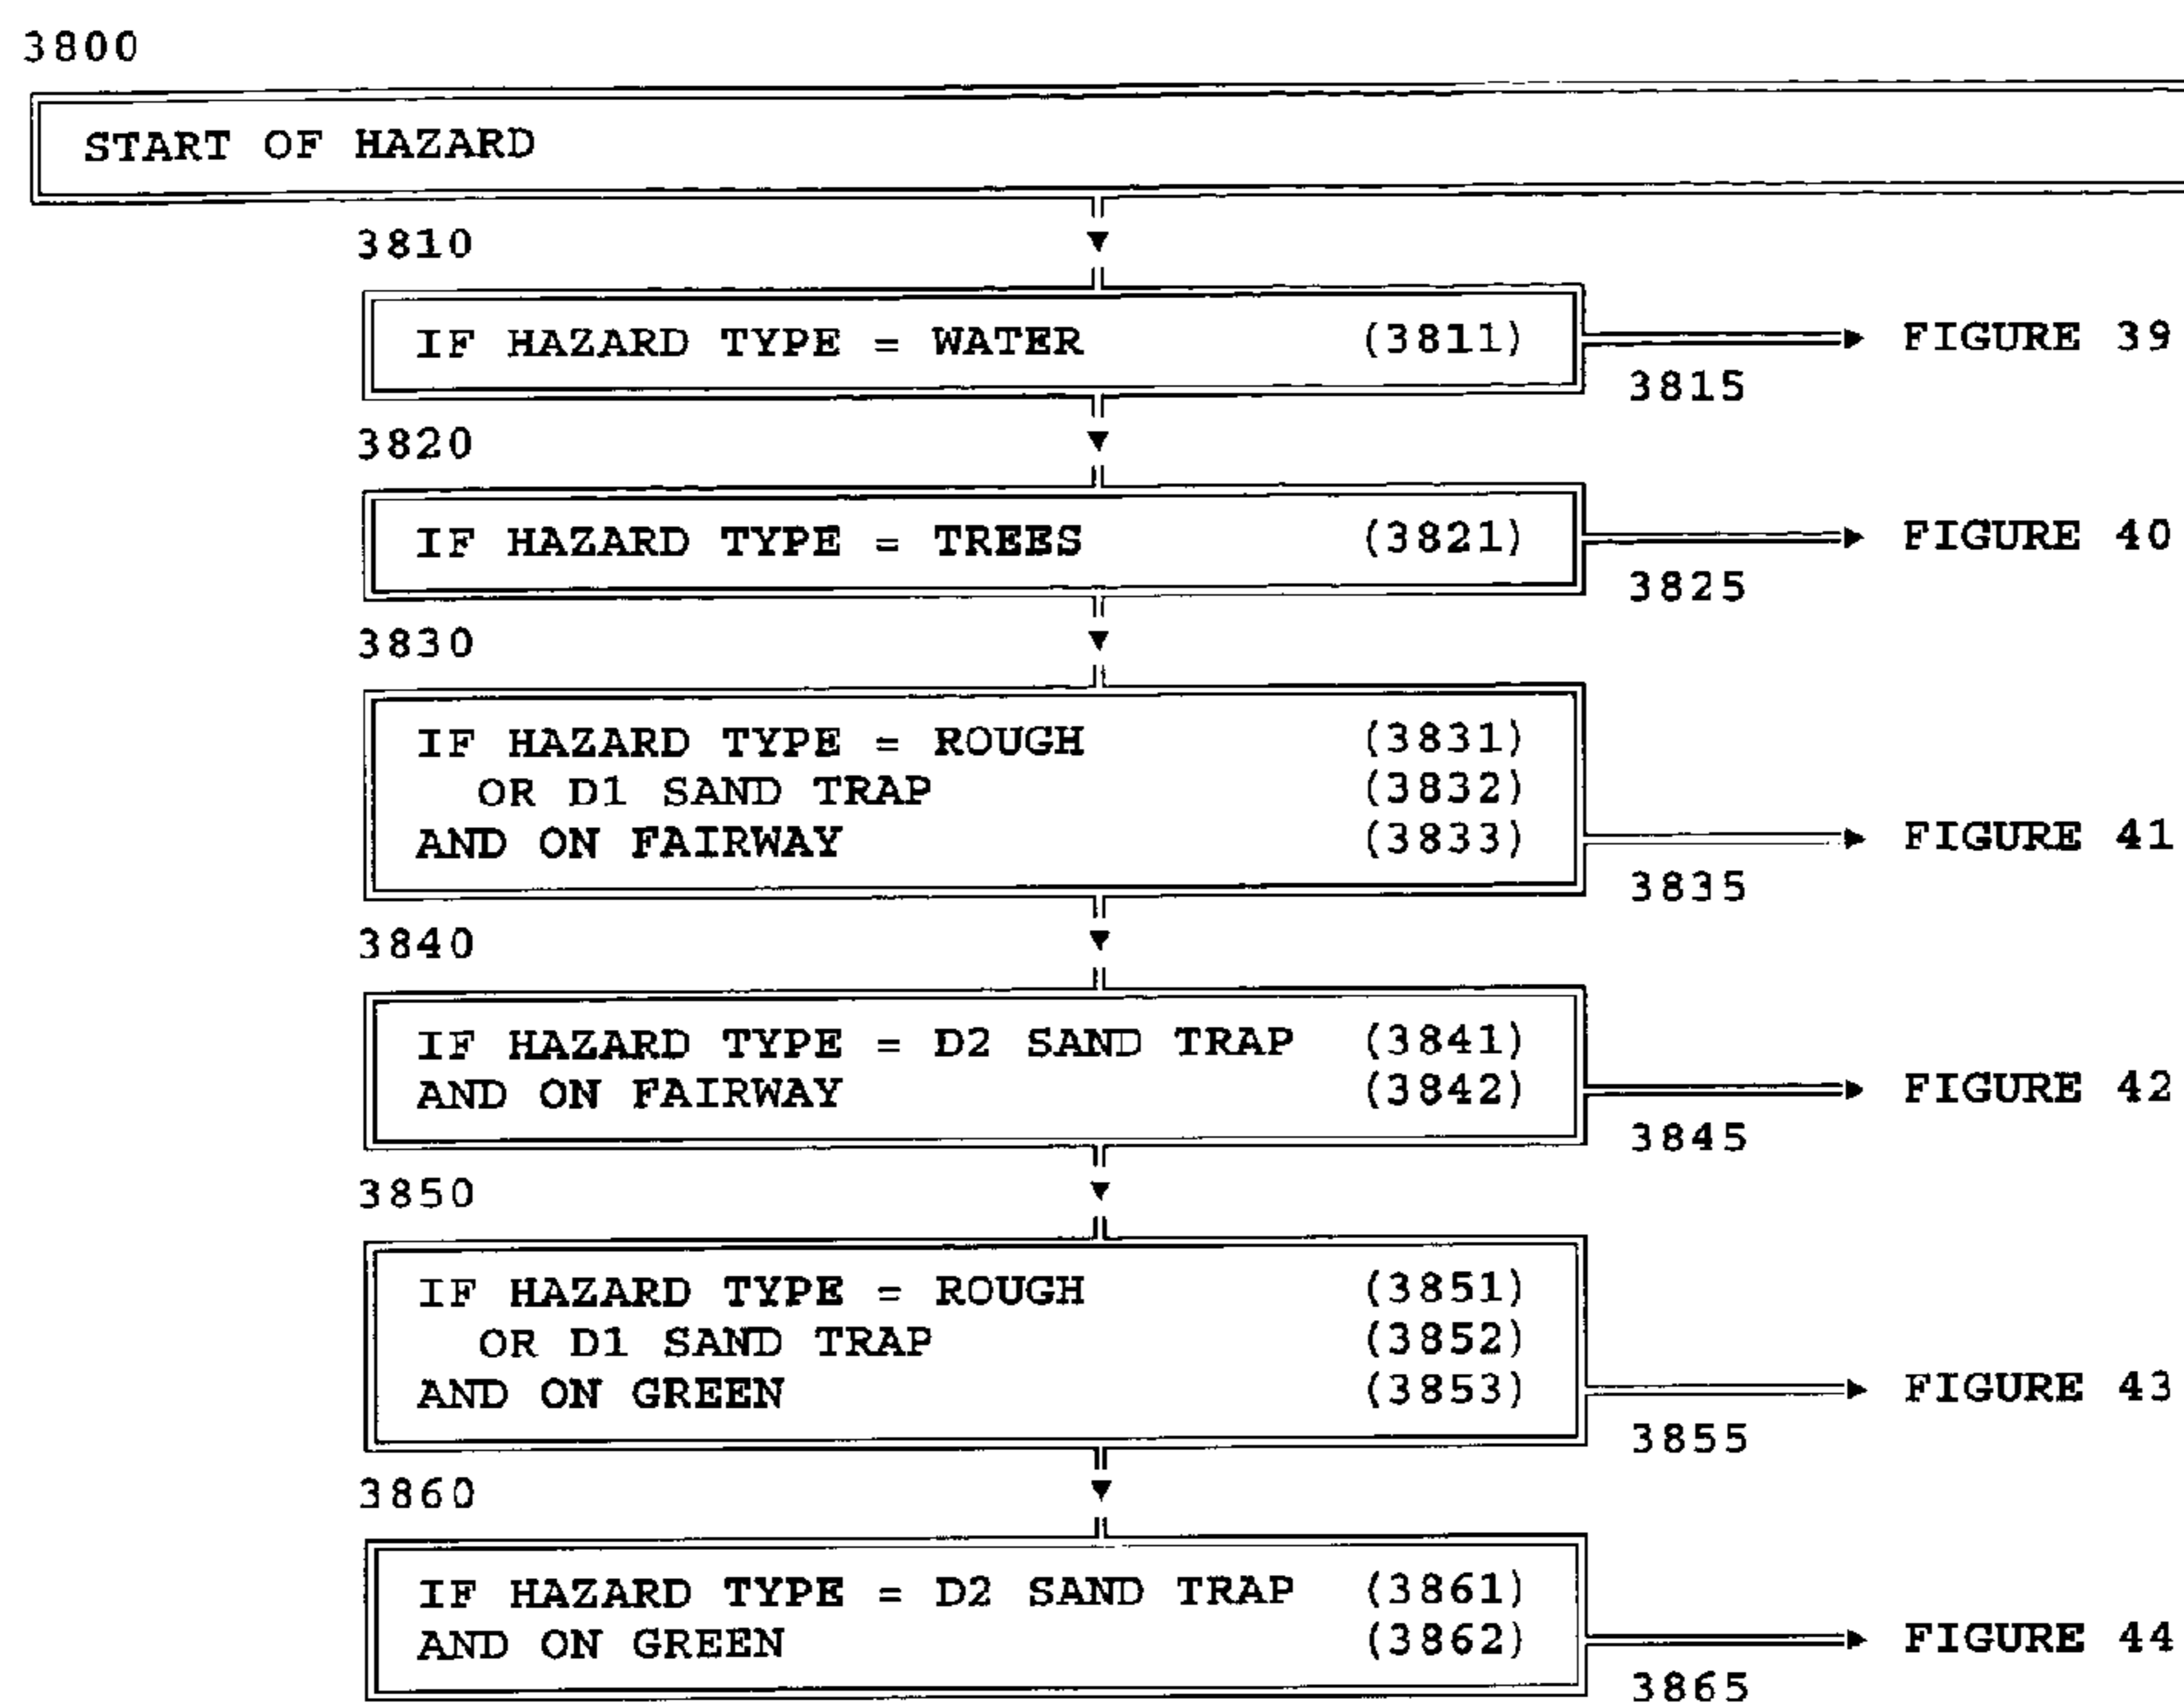 3800
START OF HAZARD
3810
IF HAZARD TYPE = WATER (3811) FIGURE 39
3815
3820
IF HAZARD TYPE = TREES (3821) FIGURE 40
3825
3830
IF HAZARD TYPE = ROUGH (3831)
OR D1 SAND TRAP (3832)
AND ON FAIRWAY (3833) FIGURE 41
3835
3840
IF HAZARD TYPE = D2 SAND TRAP (3841)
AND ON FAIRWAY (3842) FIGURE 42
3845
3850
IF HAZARD TYPE = ROUGH (3851)
OR D1 SAND TRAP (3852)
AND ON GREEN (3853) FIGURE 43
3855
3860
IF HAZARD TYPE = D2 SAND TRAP (3861)
AND ON GREEN (3862) FIGURE 44
3865